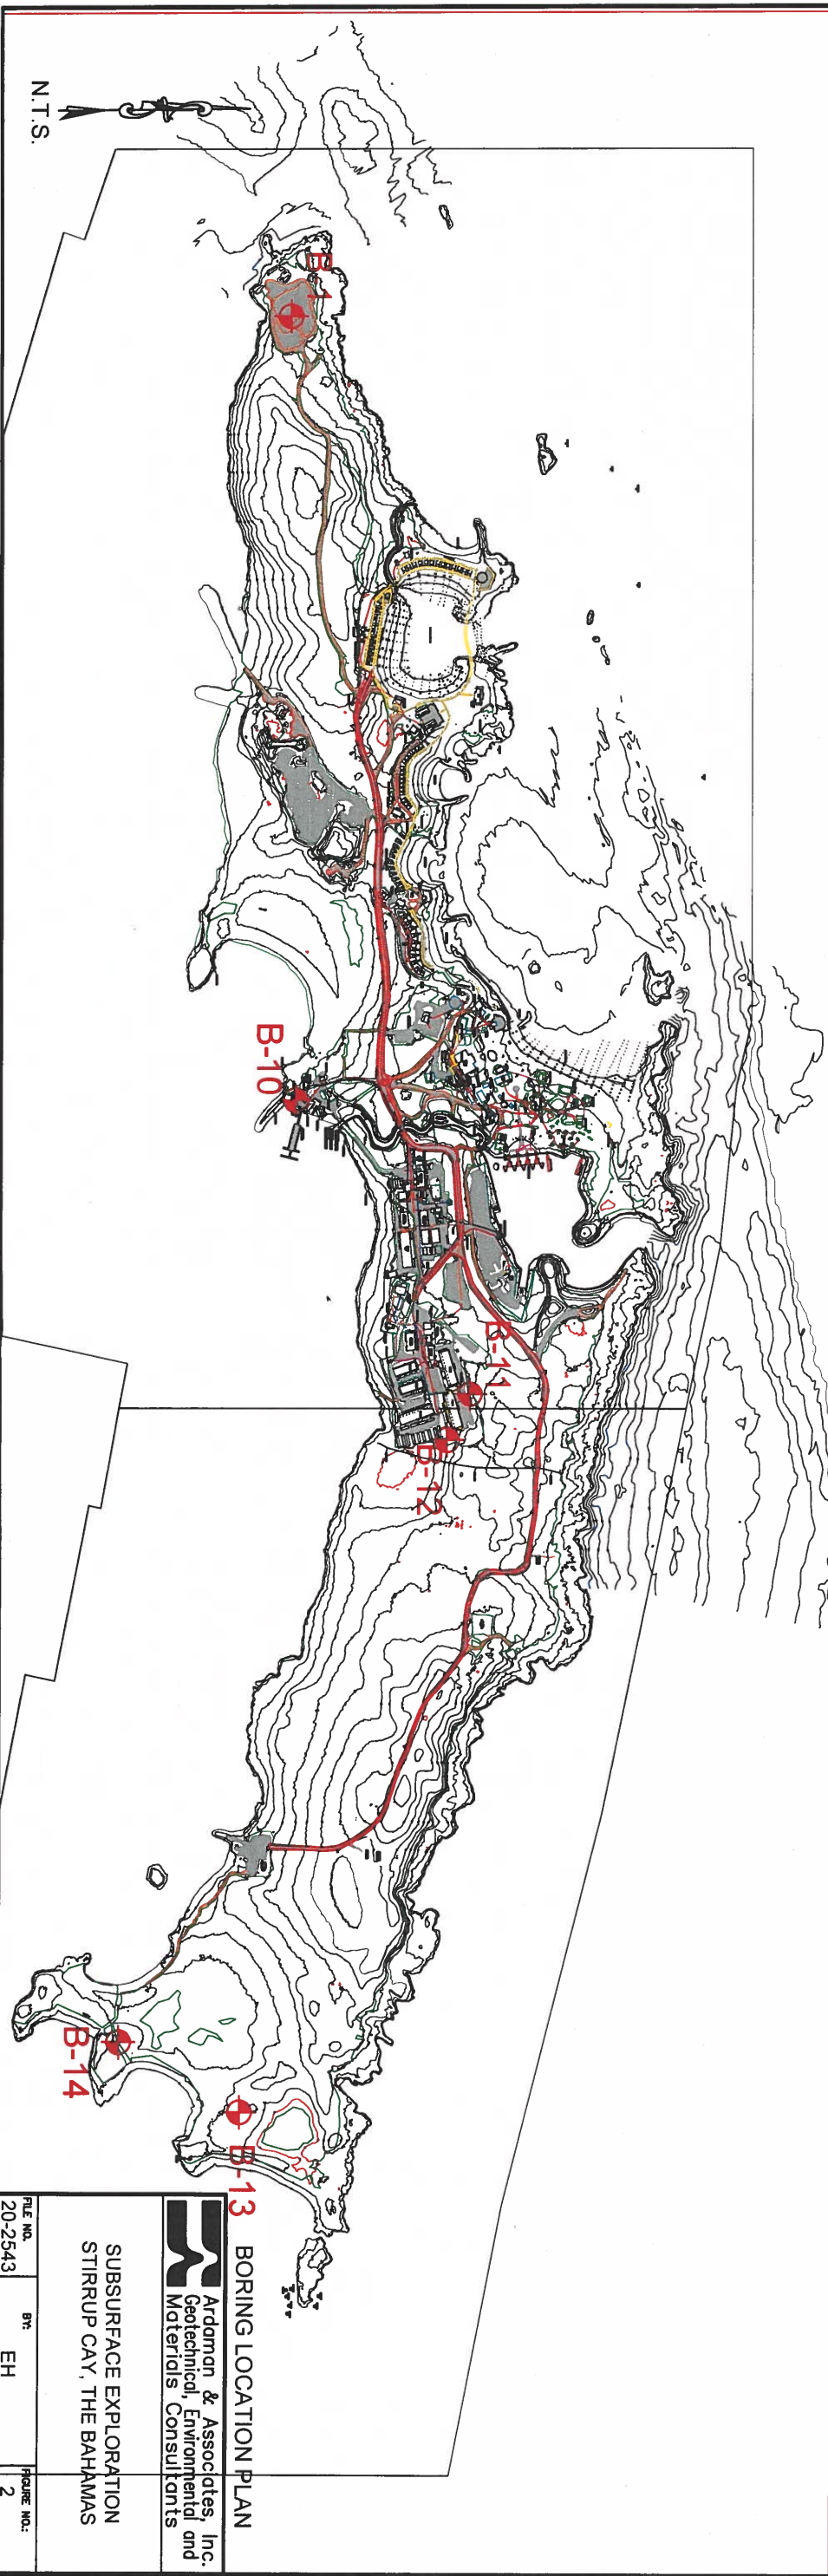 N.T.S.
B-1
B-10
B-11
B-12
B-13
B-14
BORING LOCATION PLAN
Ardaman & Associates, Inc.
Geotechnical, Environmental and
Materials Consultants
SUBSURFACE EXPLORATION
STIRRUP CAY, THE BAHAMAS
FILE NO. 20-2543
BY: EH
FIGURE NO.: 2